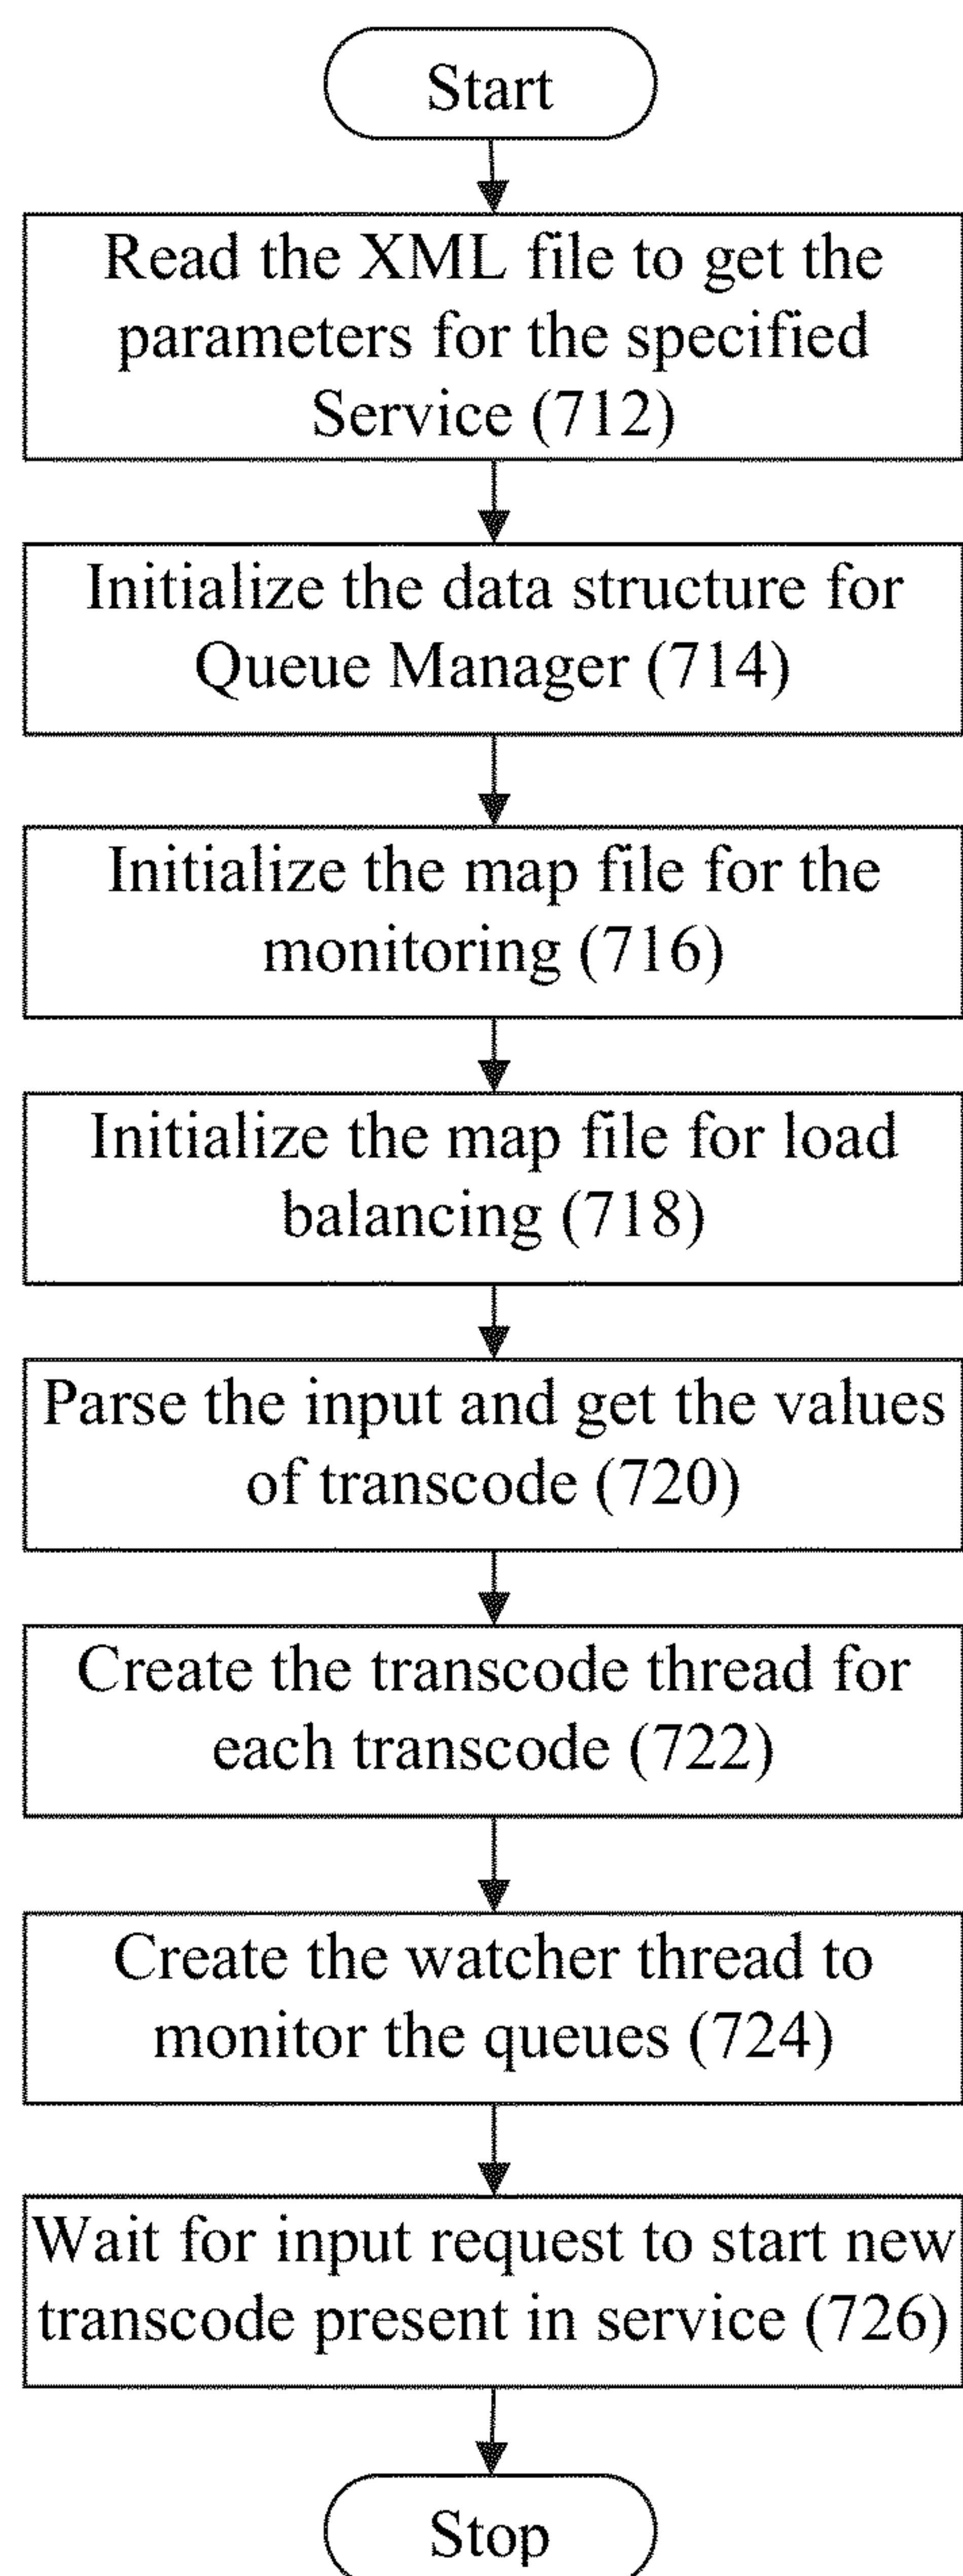 Start
Read the XML file to get the
parameters for the specified
Service (712)
Initialize the data structure for
Queue Manager (714)
Initialize the map file for the
monitoring (716)
Initialize the map file for load
balancing (718)
Parse the input and get the values
of transcode (720)
Create the transcode thread for
each transcode (722)
Create the watcher thread to
monitor the queues (724)
Wait for input request to start new
transcode present in service (726)
Stop